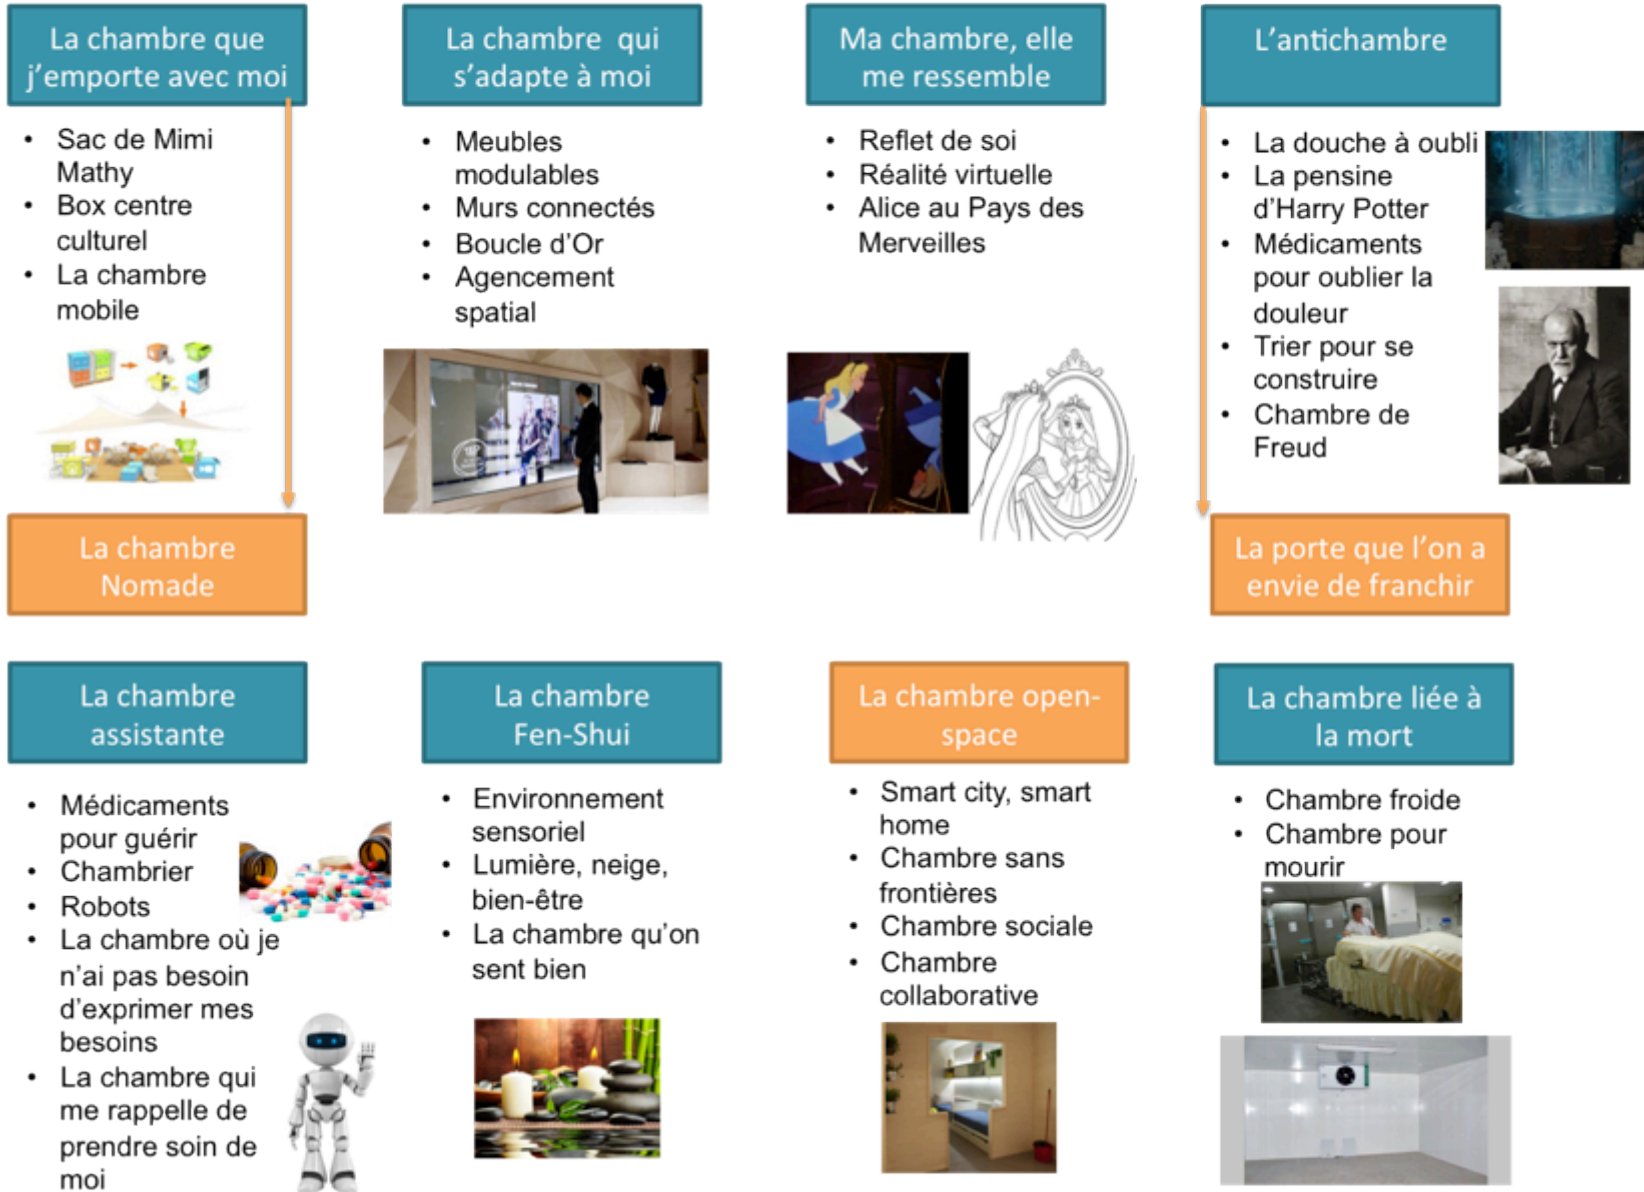 La chambre que
j’emporte avec moi
• Sac de Mimi
Mathy
• Box centre
culturel
• La chambre
mobile
La chambre
Nomade
La chambre qui
s’adapte à moi
• Meubles
modulables
• Murs connectés
• Boucle d’Or
• Agencement
spatial
Ma chambre, elle
me ressemble
• Reflet de soi
• Réalité virtuelle
• Alice au Pays des
Merveilles
L’antichambre
• La douche à oubli
• La pensine
d’Harry Potter
• Médicaments
pour oublier la
douleur
• Trier pour se
construire
• Chambre de
Freud
La porte que l’on a
envie de franchir
La chambre
assistante
• Médicaments
pour guérir
• Chambrier
• Robots
• La chambre où je
n’ai pas besoin
d’exprimer mes
besoins
• La chambre qui
me rappelle de
prendre soin de
moi
La chambre
Fen-Shui
• Environnement
sensoriel
• Lumière, neige,
bien-être
• La chambre qu’on
sent bien
La chambre open-
space
• Smart city, smart
home
• Chambre sans
frontières
• Chambre sociale
• Chambre
collaborative
La chambre liée à
la mort
• Chambre froide
• Chambre pour
mourir